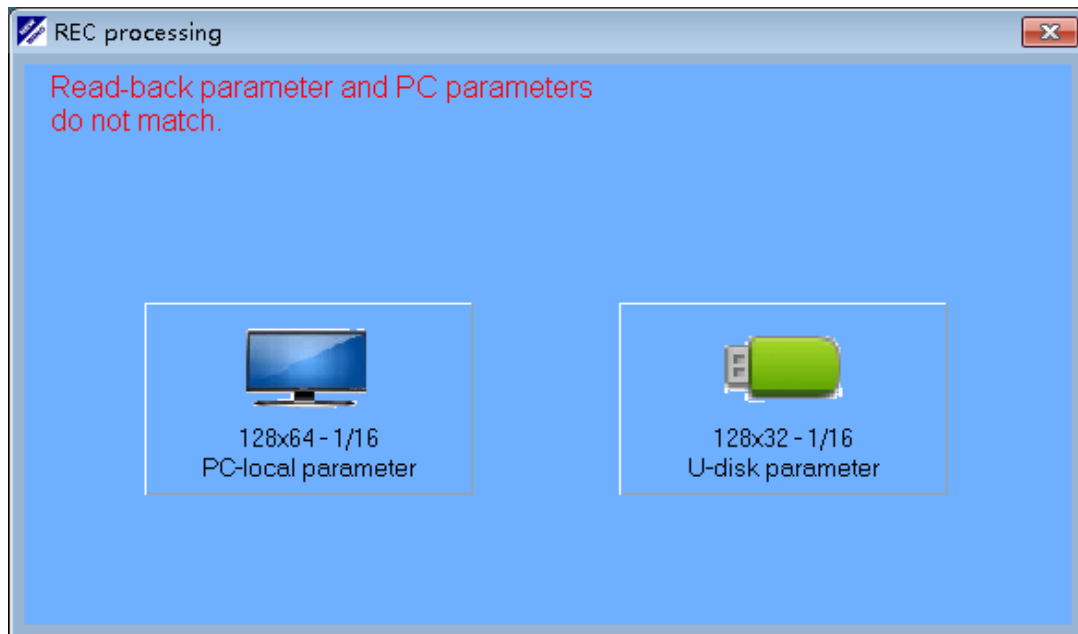 REC processing
Read-back parameter and PC parameters
do not match.
128x64 - 1/16
PC-local parameter
128x32 - 1/16
U-disk parameter